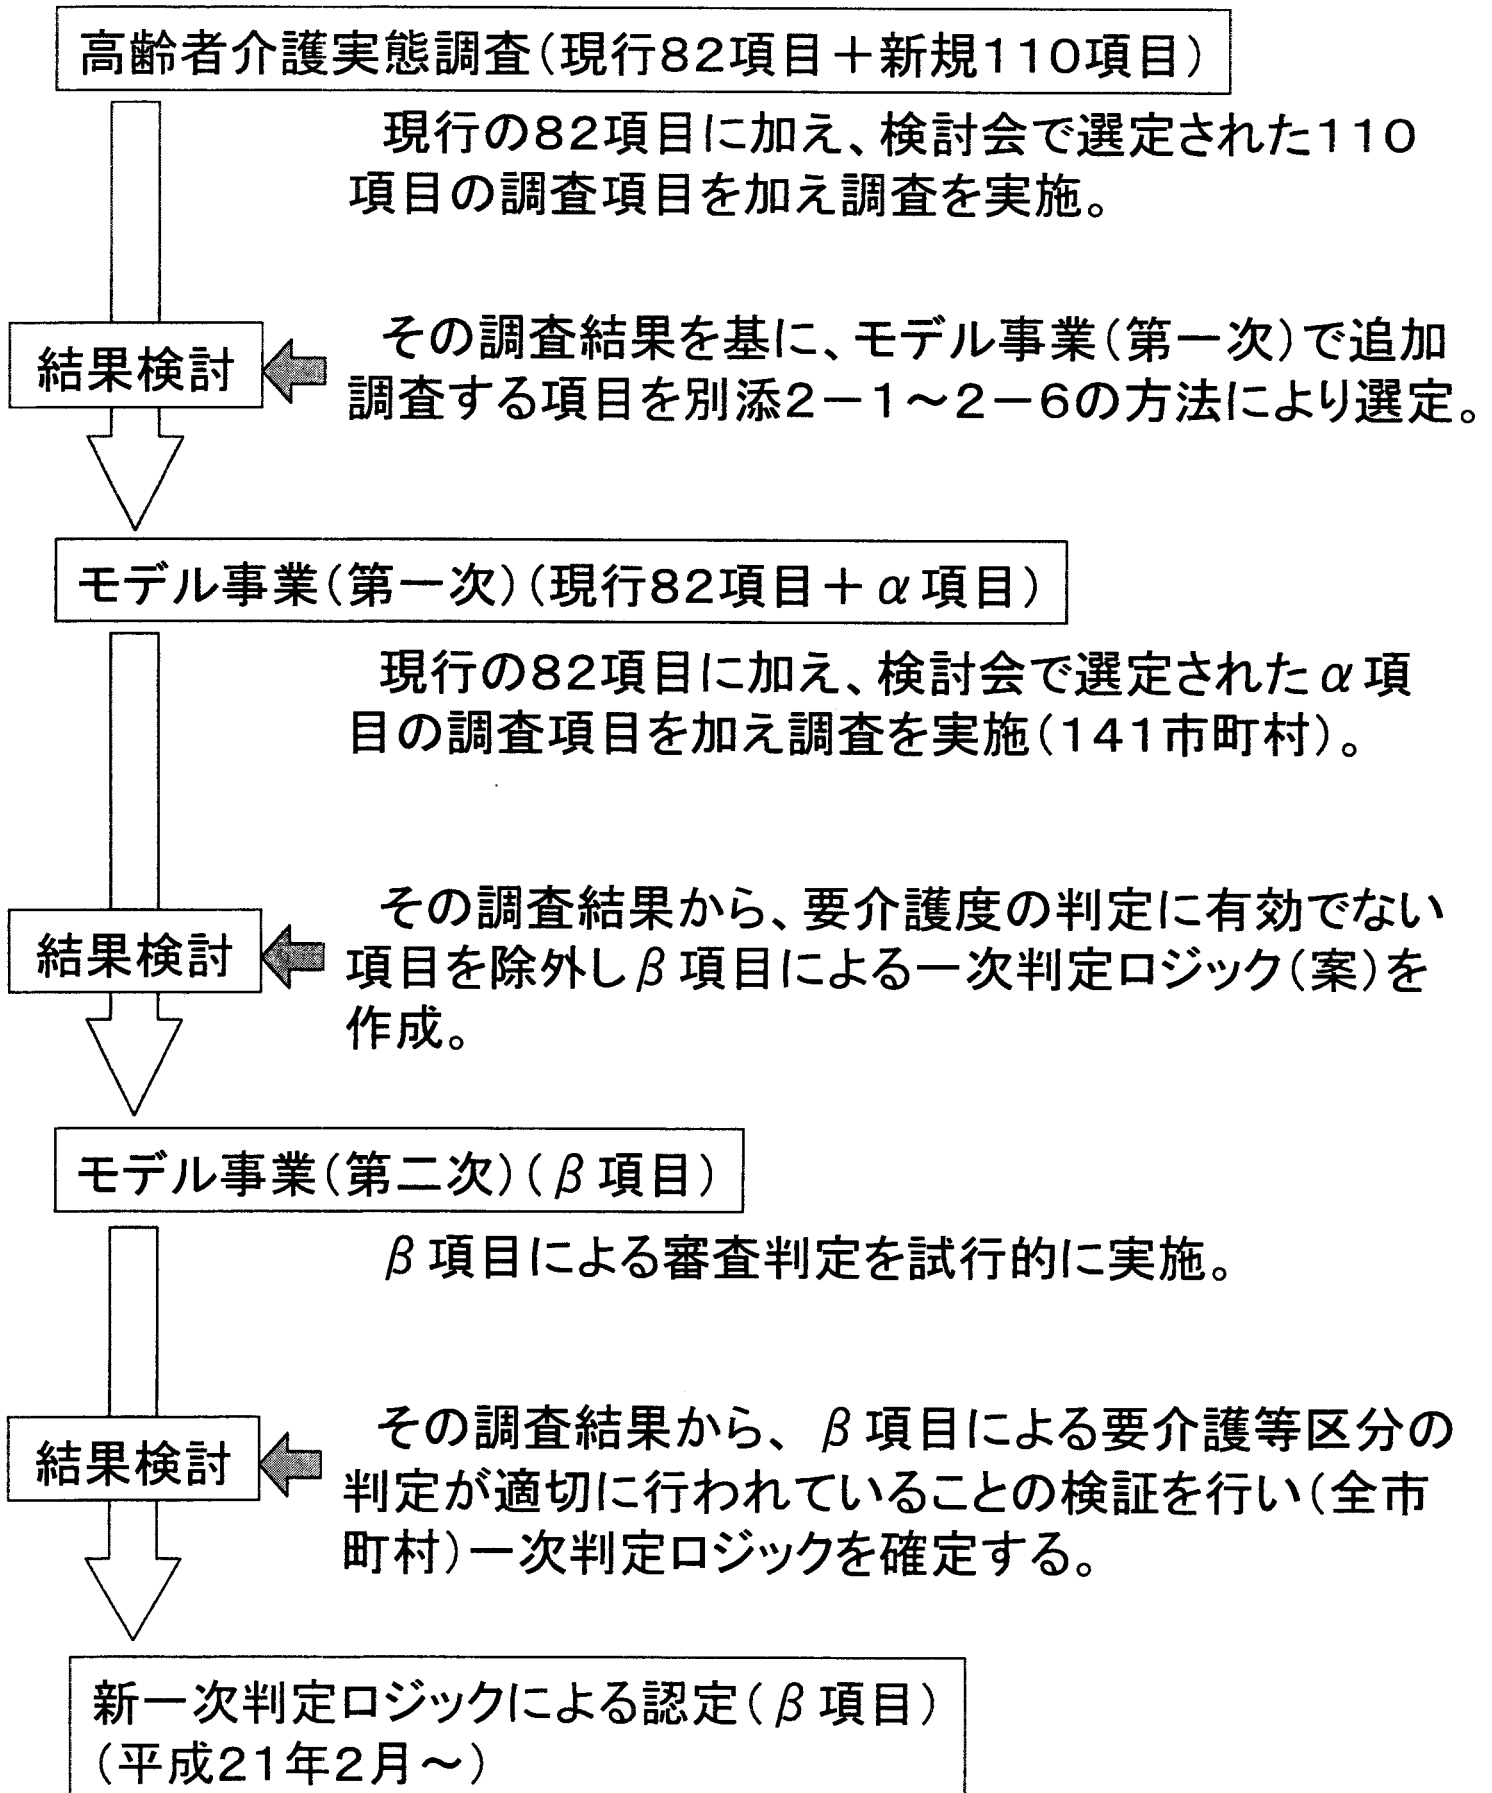 高齢者介護実態調査(現行82項目+新規110項目)
現行の82項目に加え、検討会で選定された110
項目の調査項目を加え調査を実施。
結果検討
その調査結果を基に、モデル事業(第一次)で追加
調査する項目を別添2-1~2-6の方法により選定。
モデル事業(第一次)(現行82項目+α項目)
現行の82項目に加え、検討会で選定されたα項
目の調査項目を加え調査を実施(141市町村)。
結果検討
その調査結果から、要介護度の判定に有効でない
項目を除外しβ項目による一次判定ロジック(案)を
作成。
モデル事業(第二次)(β項目)
β項目による審査判定を試行的に実施。
結果検討
その調査結果から、β項目による要介護等区分の
判定が適切に行われていることの検証を行い(全市
町村)一次判定ロジックを確定する。
新一次判定ロジックによる認定(β項目)
(平成21年2月~)